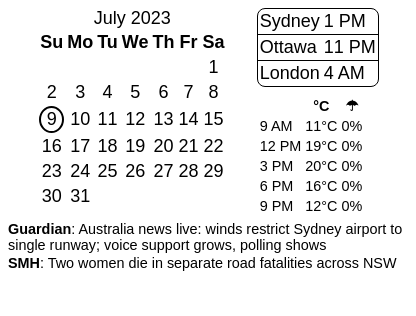 July 2023
Su Mo Tu We Th Fr Sa
1
2 3 4 5 6 7 8
9 10 11 12 13 14 15
16 17 18 19 20 21 22
23 24 25 26 27 28 29
30 31
Sydney 1 PM
Ottawa 11 PM
London 4 AM
°C ☂
9 AM 11°C 0%
12 PM 19°C 0%
3 PM 20°C 0%
6 PM 16°C 0%
9 PM 12°C 0%
Guardian: Australia news live: winds restrict Sydney airport to
single runway; voice support grows, polling shows
SMH: Two women die in separate road fatalities across NSW